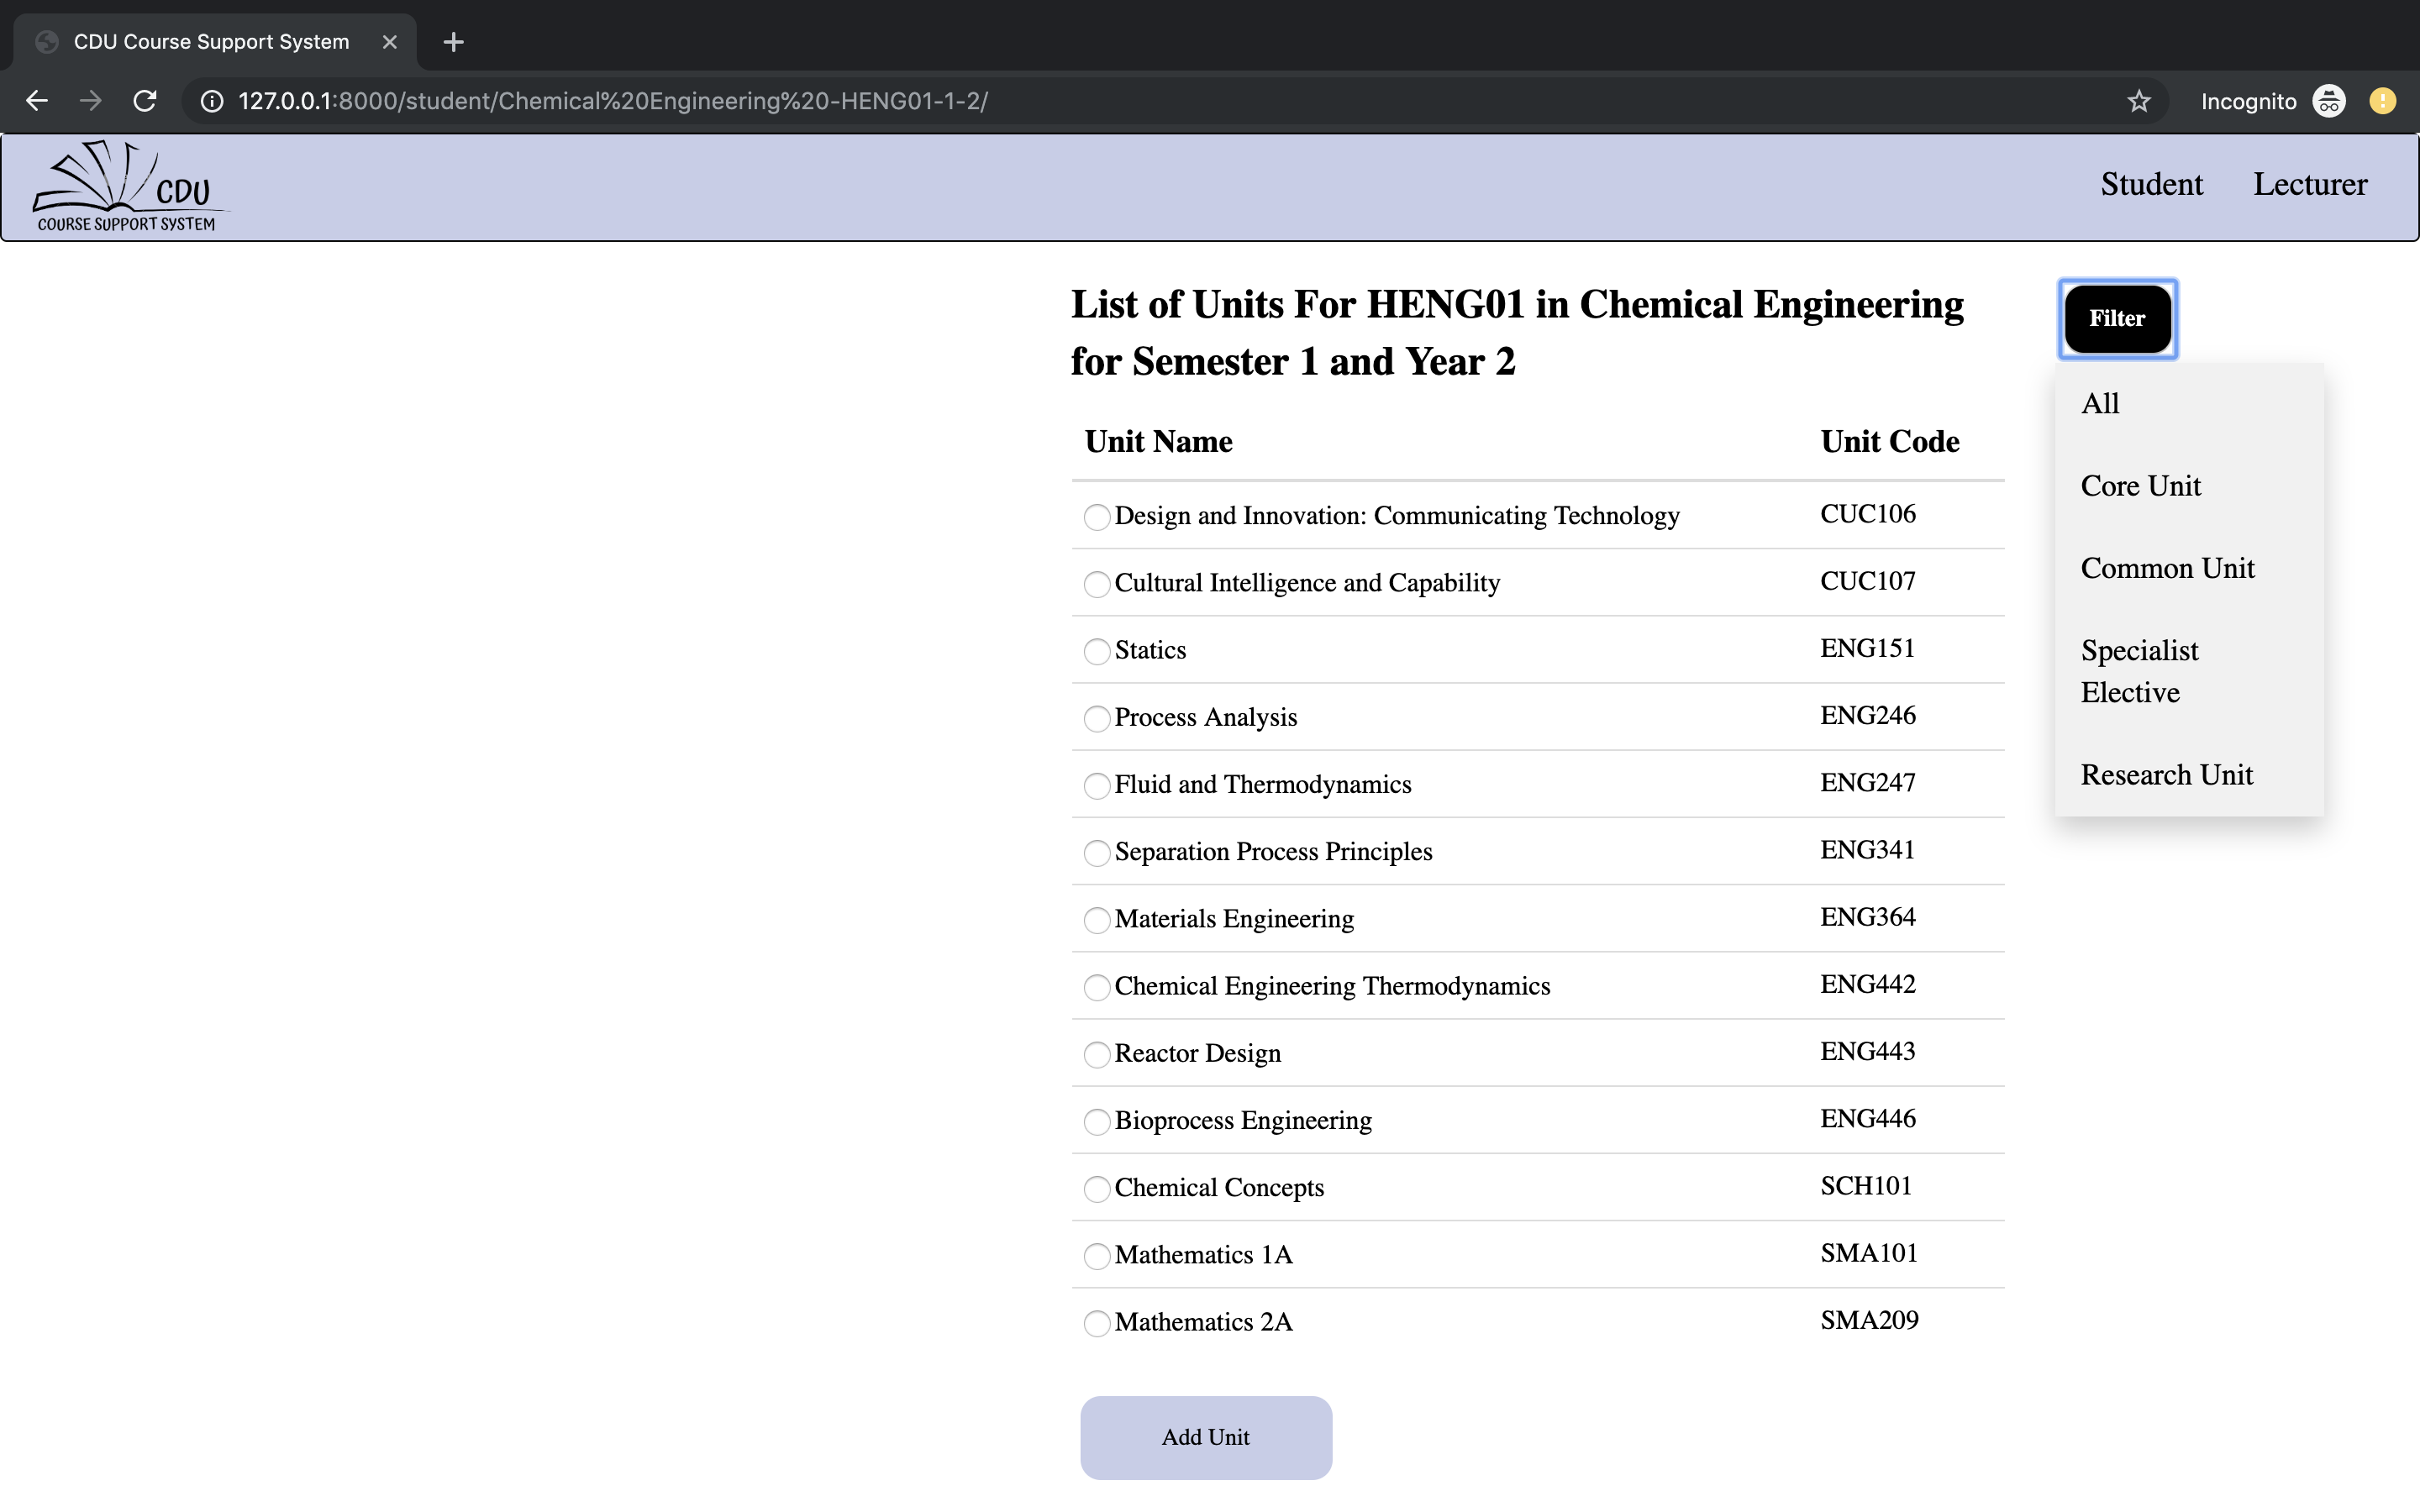 CDU Course Support System
127.0.0.1:8000/student/Chemical%20Engineering%20-HENG01-1-2/
Incognito
CDU
COURSE SUPPORT SYSTEM
Student Lecturer
List of Units For HENG01 in Chemical Engineering
for Semester 1 and Year 2
Unit Name Unit Code
Design and Innovation: Communicating Technology CUC106
Cultural Intelligence and Capability CUC107
Statics ENG151
Process Analysis ENG246
Fluid and Thermodynamics ENG247
Separation Process Principles ENG341
Materials Engineering ENG364
Chemical Engineering Thermodynamics ENG442
Reactor Design ENG443
Bioprocess Engineering ENG446
Chemical Concepts SCH101
Mathematics 1A SMA101
Mathematics 2A SMA209
Add Unit
Filter
All
Core Unit
Common Unit
Specialist
Elective
Research Unit